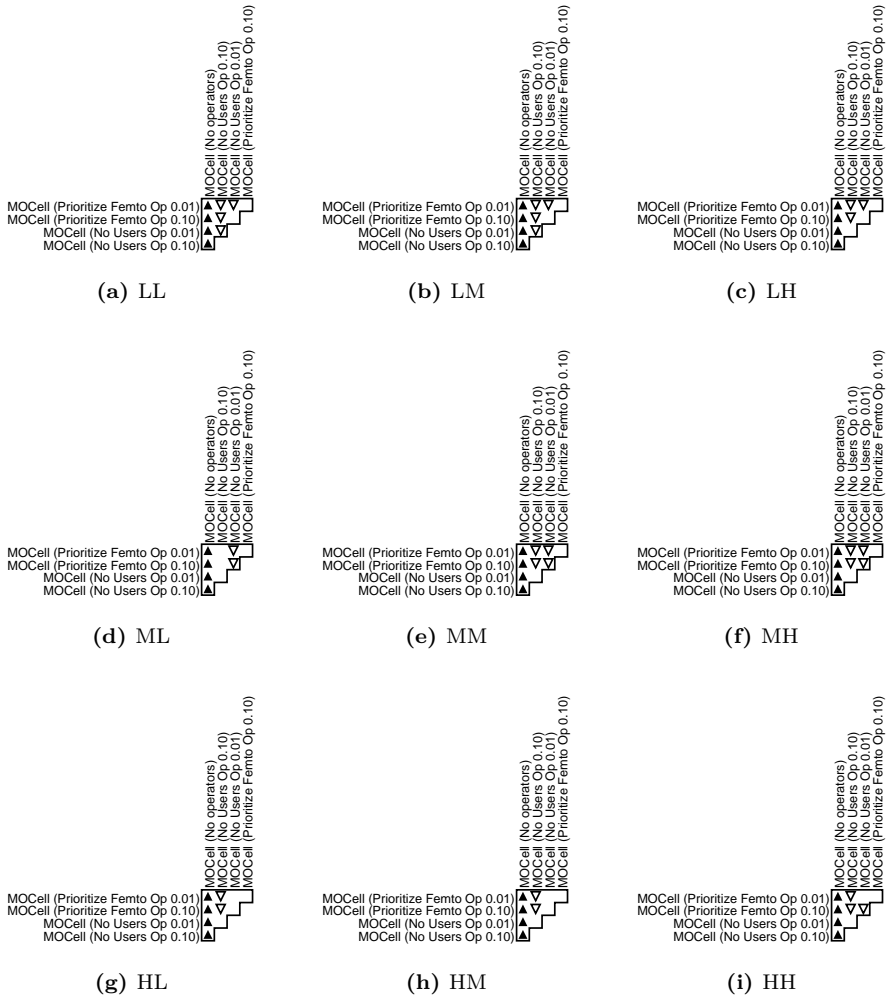 MOCell (No operators)
MOCell (No Users Op 0.10)
MOCell (No Users Op 0.01)
MOCell (Prioritize Femto Op 0.10)
MOCell (Prioritize Femto Op 0.01)
MOCell (Prioritize Femto Op 0.10)
MOCell (No Users Op 0.01)
MOCell (No Users Op 0.10)
(a) LL
MOCell (No operators)
MOCell (No Users Op 0.10)
MOCell (No Users Op 0.01)
MOCell (Prioritize Femto Op 0.10)
MOCell (Prioritize Femto Op 0.01)
MOCell (Prioritize Femto Op 0.10)
MOCell (No Users Op 0.01)
MOCell (No Users Op 0.10)
(b) LM
MOCell (No operators)
MOCell (No Users Op 0.10)
MOCell (No Users Op 0.01)
MOCell (Prioritize Femto Op 0.10)
MOCell (Prioritize Femto Op 0.01)
MOCell (Prioritize Femto Op 0.10)
MOCell (No Users Op 0.01)
MOCell (No Users Op 0.10)
(c) LH
MOCell (No operators)
MOCell (No Users Op 0.10)
MOCell (No Users Op 0.01)
MOCell (Prioritize Femto Op 0.10)
MOCell (Prioritize Femto Op 0.01)
MOCell (Prioritize Femto Op 0.10)
MOCell (No Users Op 0.01)
MOCell (No Users Op 0.10)
(d) ML
MOCell (No operators)
MOCell (No Users Op 0.10)
MOCell (No Users Op 0.01)
MOCell (Prioritize Femto Op 0.10)
MOCell (Prioritize Femto Op 0.01)
MOCell (Prioritize Femto Op 0.10)
MOCell (No Users Op 0.01)
MOCell (No Users Op 0.10)
(e) MM
MOCell (No operators)
MOCell (No Users Op 0.10)
MOCell (No Users Op 0.01)
MOCell (Prioritize Femto Op 0.10)
MOCell (Prioritize Femto Op 0.01)
MOCell (Prioritize Femto Op 0.10)
MOCell (No Users Op 0.01)
MOCell (No Users Op 0.10)
(f) MH
MOCell (No operators)
MOCell (No Users Op 0.10)
MOCell (No Users Op 0.01)
MOCell (Prioritize Femto Op 0.10)
MOCell (Prioritize Femto Op 0.01)
MOCell (Prioritize Femto Op 0.10)
MOCell (No Users Op 0.01)
MOCell (No Users Op 0.10)
(g) HL
MOCell (No operators)
MOCell (No Users Op 0.10)
MOCell (No Users Op 0.01)
MOCell (Prioritize Femto Op 0.10)
MOCell (Prioritize Femto Op 0.01)
MOCell (Prioritize Femto Op 0.10)
MOCell (No Users Op 0.01)
MOCell (No Users Op 0.10)
(h) HM
MOCell (No operators)
MOCell (No Users Op 0.10)
MOCell (No Users Op 0.01)
MOCell (Prioritize Femto Op 0.10)
MOCell (Prioritize Femto Op 0.01)
MOCell (Prioritize Femto Op 0.10)
MOCell (No Users Op 0.01)
MOCell (No Users Op 0.10)
(i) HH